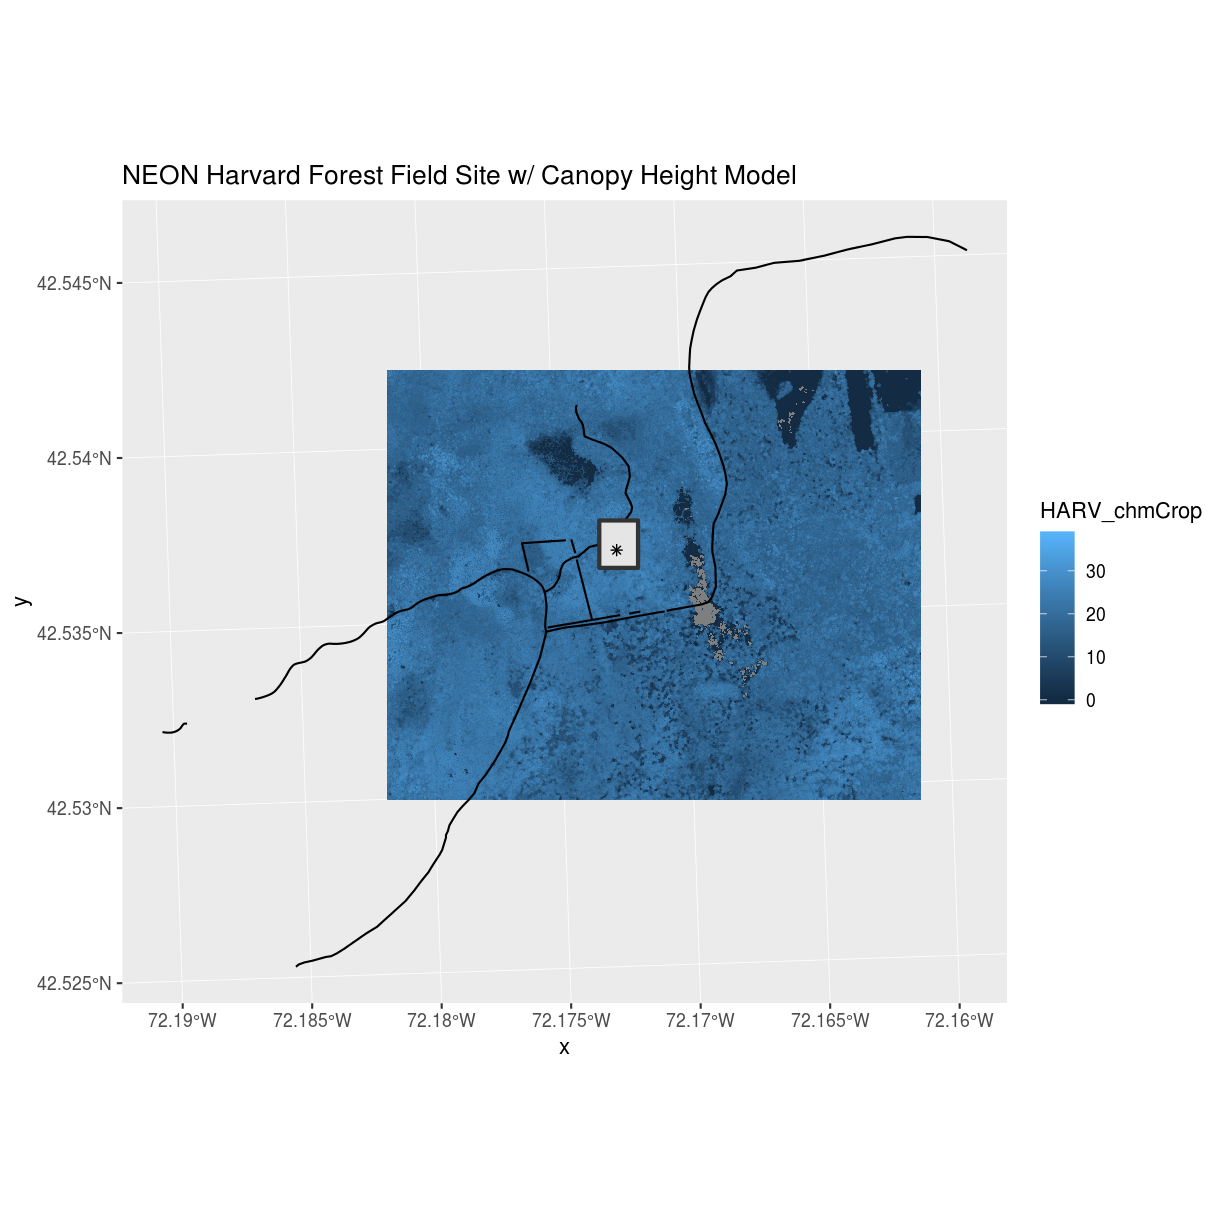 NEON Harvard Forest Field Site w/ Canopy Height Model
42.545°N
42.54°N
42.535°N
42.53°N
42.525°N
y
72.19°W
72.185°W
72.18°W
72.175°W
72.17°W
72.165°W
72.16°W
x
HARV_chmCrop
30
20
10
0